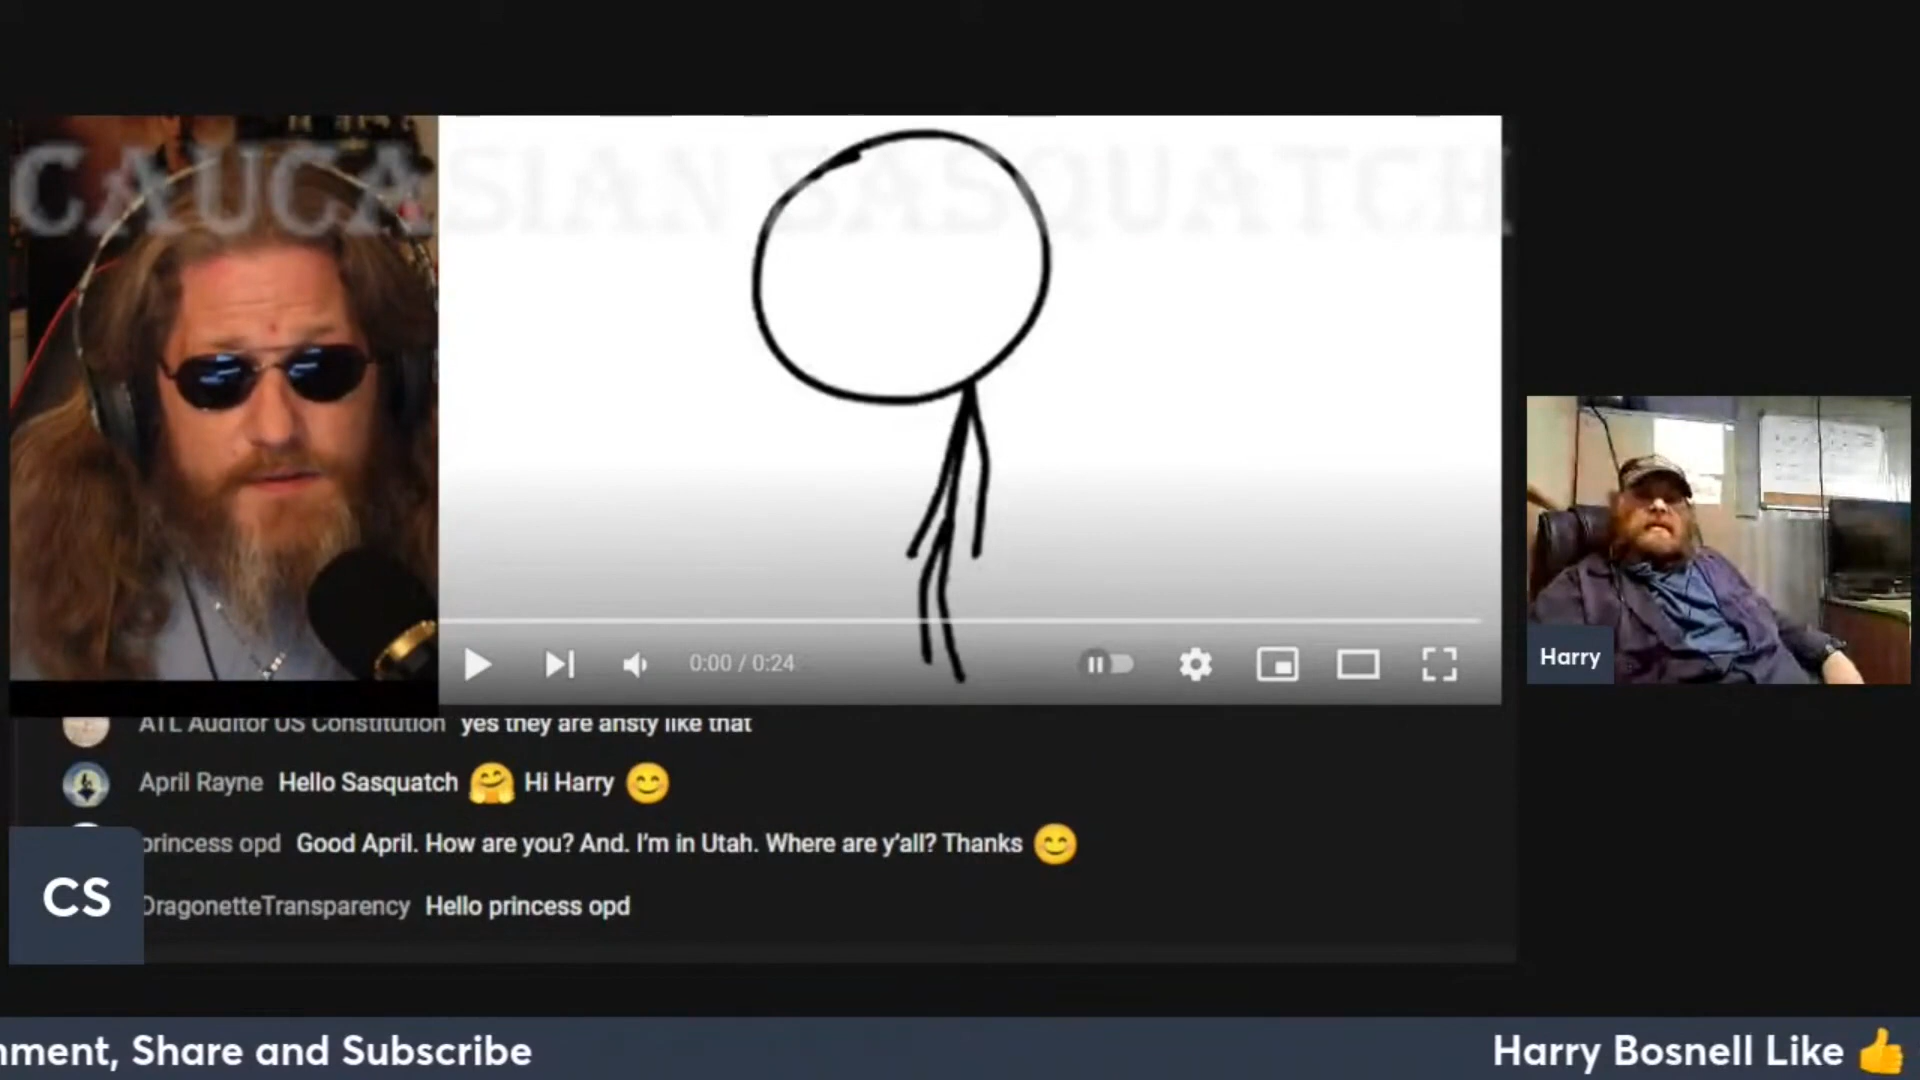 CAUCASIAN SASQUATCH
0:00 / 0:24
Harry
ATL Auditor US Constitution yes they are ansty like that
April Rayne Hello Sasquatch 🤗 Hi Harry 😊
princess opd Good April. How are you? And. I'm in Utah. Where are y'all? Thanks 😊
CS
DragonetteTransparency Hello princess opd
mment, Share and Subscribe
Harry Bosnell Like 👍